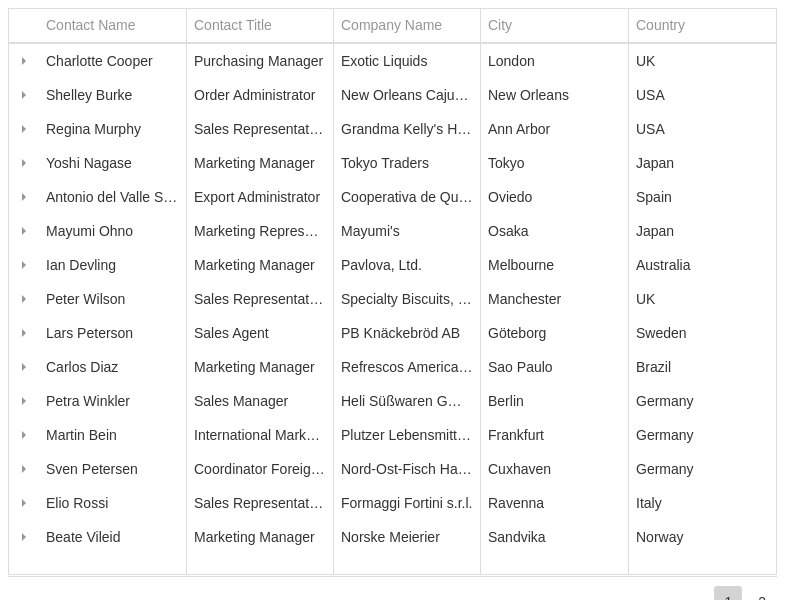 Contact Name Contact Title Company Name City Country
Charlotte Cooper Purchasing Manager Exotic Liquids London UK
Shelley Burke Order Administrator New Orleans Caju… New Orleans USA
Regina Murphy Sales Representat… Grandma Kelly's H… Ann Arbor USA
Yoshi Nagase Marketing Manager Tokyo Traders Tokyo Japan
Antonio del Valle S… Export Administrator Cooperativa de Qu… Oviedo Spain
Mayumi Ohno Marketing Repres… Mayumi's Osaka Japan
Ian Devling Marketing Manager Pavlova, Ltd. Melbourne Australia
Peter Wilson Sales Representat… Specialty Biscuits, … Manchester UK
Lars Peterson Sales Agent PB Knäckebröd AB Göteborg Sweden
Carlos Diaz Marketing Manager Refrescos America… Sao Paulo Brazil
Petra Winkler Sales Manager Heli Süßwaren G… Berlin Germany
Martin Bein International Mark… Plutzer Lebensmitt… Frankfurt Germany
Sven Petersen Coordinator Foreig… Nord-Ost-Fisch Ha… Cuxhaven Germany
Elio Rossi Sales Representat… Formaggi Fortini s.r.l. Ravenna Italy
Beate Vileid Marketing Manager Norske Meierier Sandvika Norway
1 2